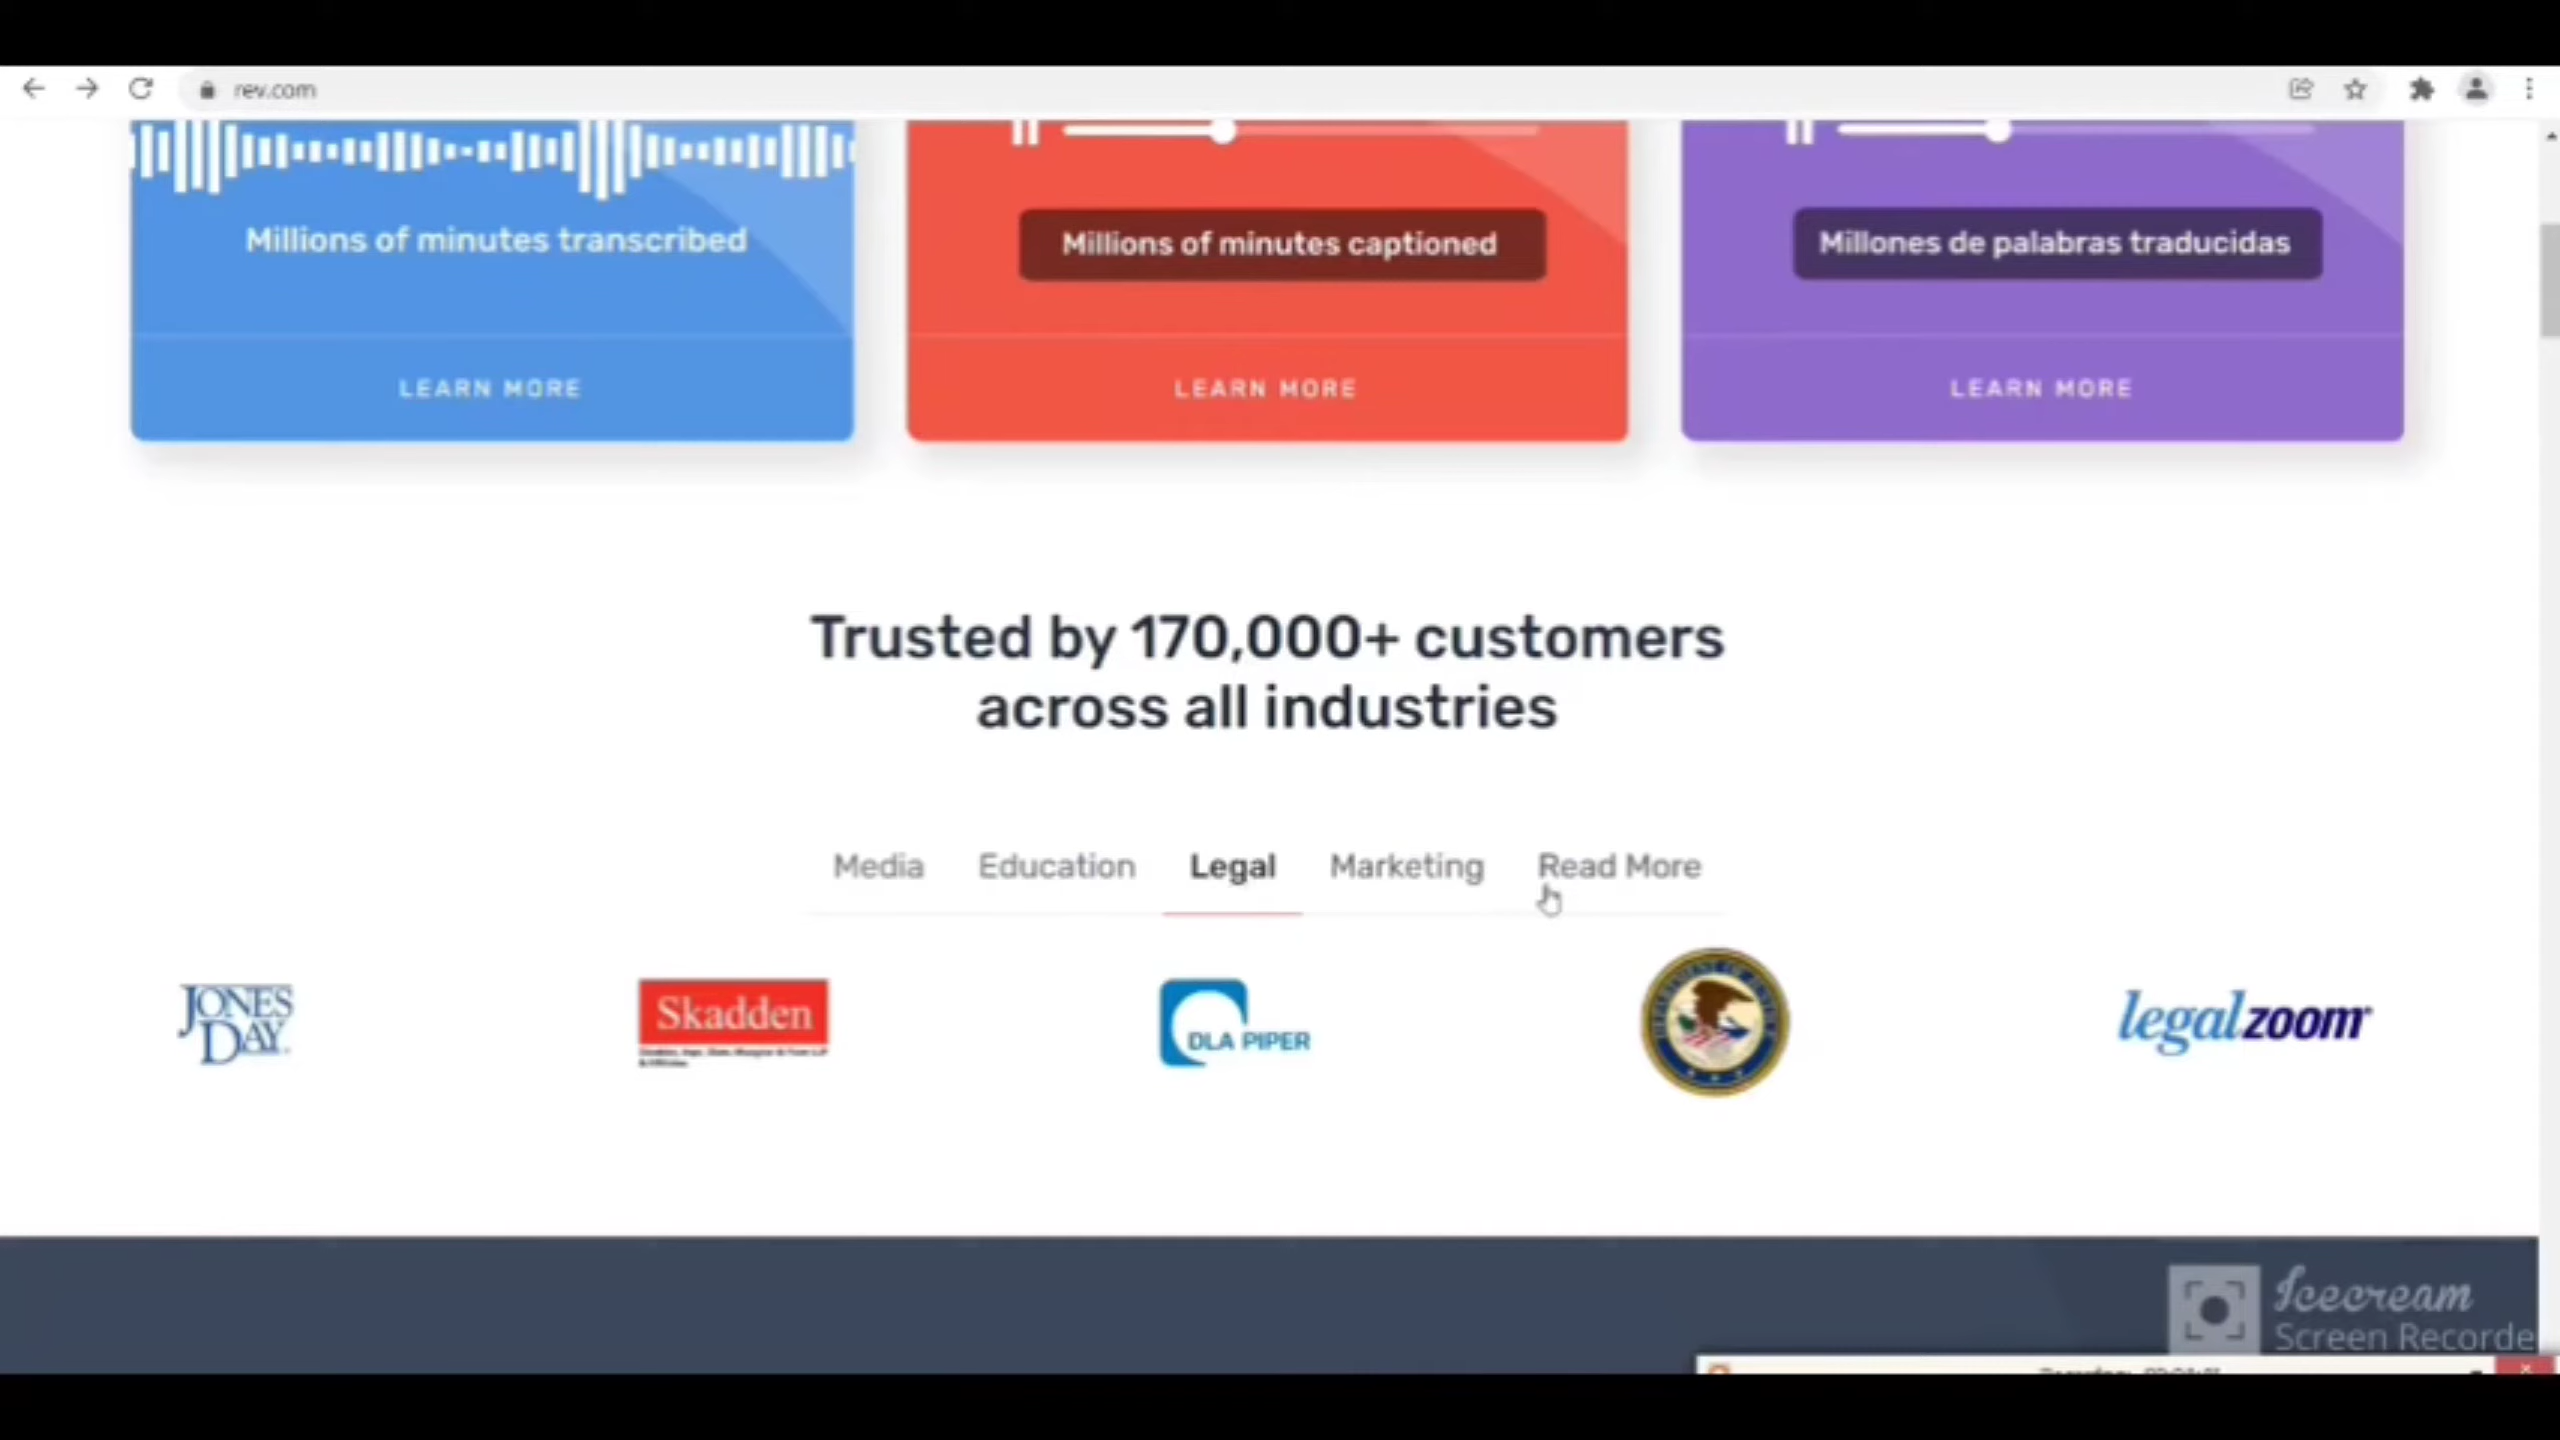 rev.com
Millions of minutes transcribed
Millions of minutes captioned
Millones de palabras traducidas
LEARN MORE
LEARN MORE
LEARN MORE
Trusted by 170,000+ customers
across all industries
Media Education Legal Marketing Read More
JONES
DAY
Skadden
DLA PIPER
legalzoom
Icecream
Screen Recorde